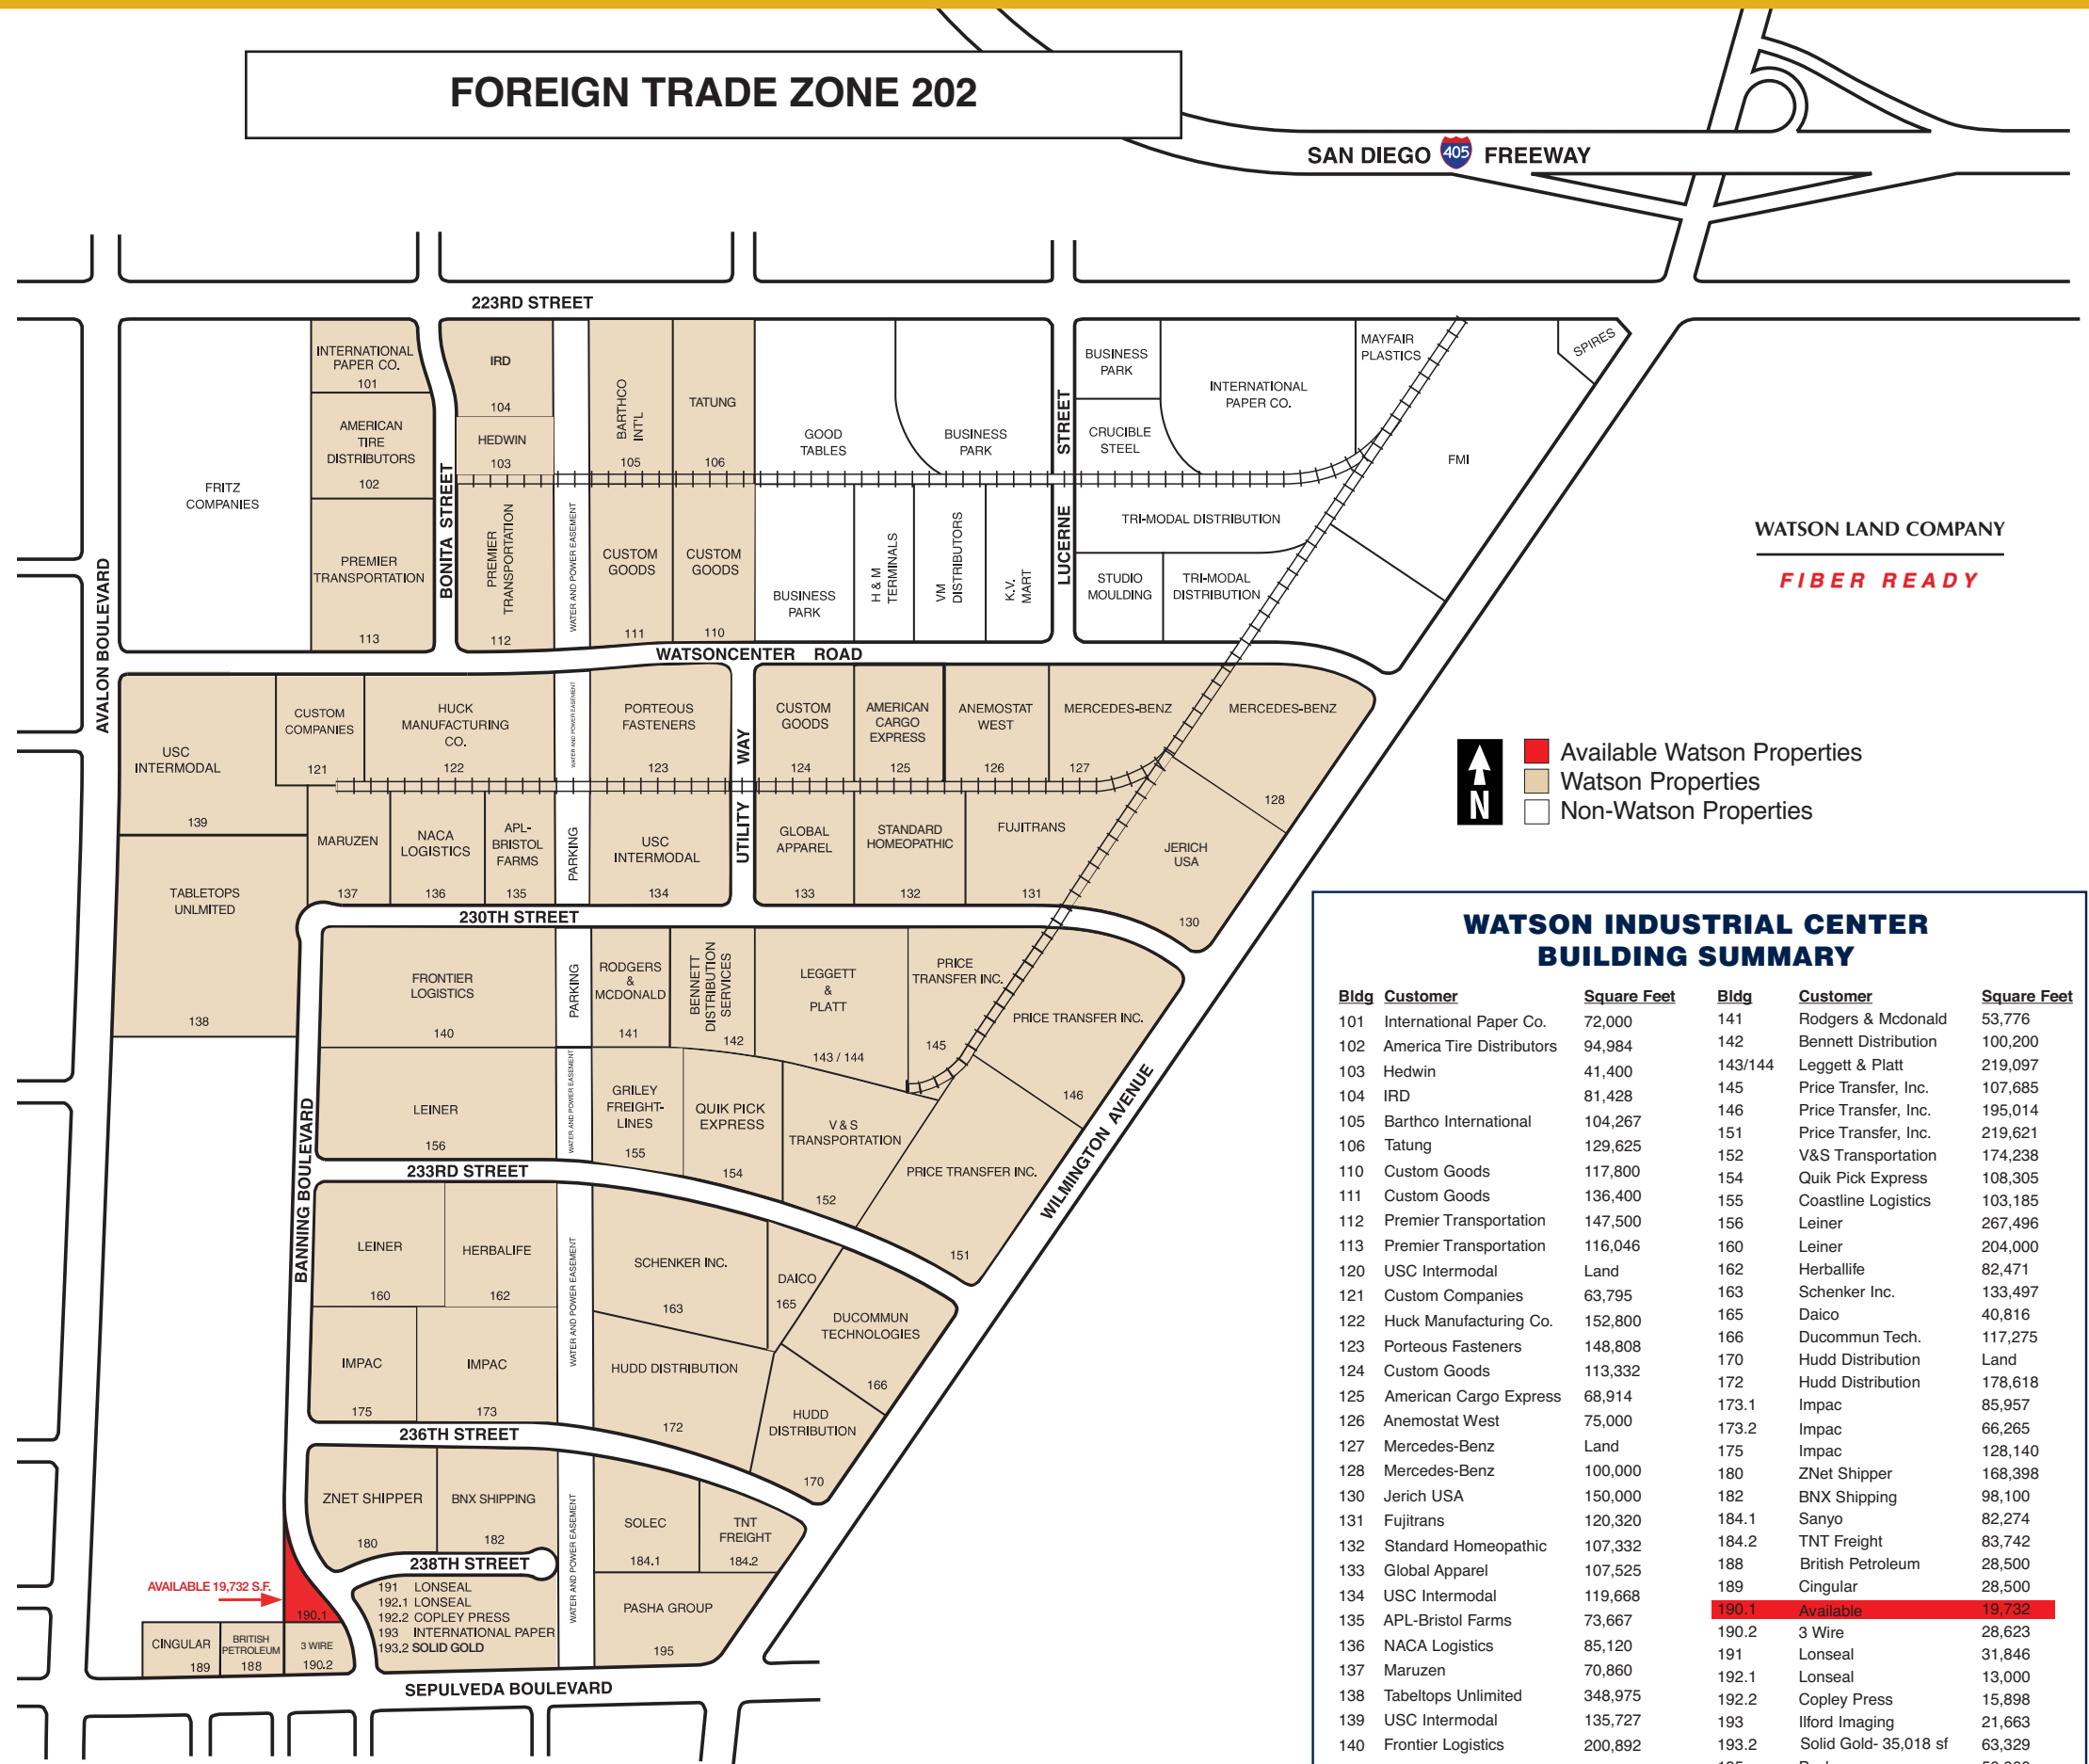 FOREIGN TRADE ZONE 202
SAN DIEGO 405 FREEWAY
223RD STREET
INTERNATIONAL
PAPER CO.
101
AMERICAN
TIRE
DISTRIBUTORS
102
FRITZ
COMPANIES
PREMIER
TRANSPORTATION
113
AVALON BOULEVARD
BONITA STREET
IRD
104
HEDWIN
103
PREMIER
TRANSPORTATION
112
WATER AND POWER EASEMENT
BARTHCO
INT'L
105
TATUNG
106
CUSTOM
GOODS
111
CUSTOM
GOODS
110
GOOD
TABLES
BUSINESS
PARK
BUSINESS
PARK
H & M
TERMINALS
VM
DISTRIBUTORS
K.V.
MART
LUCERNE STREET
BUSINESS
PARK
CRUCIBLE
STEEL
INTERNATIONAL
PAPER CO.
MAYFAIR
PLASTICS
SPIRES
FMI
TRI-MODAL DISTRIBUTION
STUDIO
MOULDING
TRI-MODAL
DISTRIBUTION
WATSON LAND COMPANY
FIBER READY
WATSONCENTER ROAD
USC
INTERMODAL
139
CUSTOM
COMPANIES
121
HUCK
MANUFACTURING
CO.
122
WATER AND POWER EASEMENT
PORTEOUS
FASTENERS
123
UTILITY WAY
CUSTOM
GOODS
124
AMERICAN
CARGO
EXPRESS
125
ANEMOSTAT
WEST
126
MERCEDES-BENZ
127
MERCEDES-BENZ
128
N
Available Watson Properties
Watson Properties
Non-Watson Properties
TABLETOPS
UNLMITED
138
MARUZEN
137
NACA
LOGISTICS
136
APL-
BRISTOL
FARMS
135
PARKING
USC
INTERMODAL
134
GLOBAL
APPAREL
133
STANDARD
HOMEOPATHIC
132
FUJITRANS
131
JERICH
USA
130
230TH STREET
FRONTIER
LOGISTICS
140
PARKING
RODGERS
&
MCDONALD
141
BENNETT
DISTRIBUTION
SERVICES
142
LEGGETT
&
PLATT
143 / 144
PRICE
TRANSFER INC.
145
PRICE TRANSFER INC.
146
LEINER
156
WATER AND POWER EASEMENT
GRILEY
FREIGHT-
LINES
155
QUIK PICK
EXPRESS
154
V & S
TRANSPORTATION
152
PRICE TRANSFER INC.
151
WILMINGTON AVENUE
BANNING BOULEVARD
233RD STREET
LEINER
160
HERBALIFE
162
WATER AND POWER EASEMENT
SCHENKER INC.
163
DAICO
165
DUCOMMUN
TECHNOLOGIES
166
IMPAC
175
IMPAC
173
HUDD DISTRIBUTION
172
HUDD
DISTRIBUTION
170
236TH STREET
ZNET SHIPPER
180
BNX SHIPPING
182
WATER AND POWER EASEMENT
SOLEC
184.1
TNT
FREIGHT
184.2
238TH STREET
AVAILABLE 19,732 S.F.
190.1
191 LONSEAL
192.1 LONSEAL
192.2 COPLEY PRESS
193 INTERNATIONAL PAPER
193.2 SOLID GOLD
PASHA GROUP
195
CINGULAR
189
BRITISH
PETROLEUM
188
3 WIRE
190.2
SEPULVEDA BOULEVARD
WATSON INDUSTRIAL CENTER
BUILDING SUMMARY
Bldg Customer Square Feet
101 International Paper Co. 72,000
102 America Tire Distributors 94,984
103 Hedwin 41,400
104 IRD 81,428
105 Barthco International 104,267
106 Tatung 129,625
110 Custom Goods 117,800
111 Custom Goods 136,400
112 Premier Transportation 147,500
113 Premier Transportation 116,046
120 USC Intermodal Land
121 Custom Companies 63,795
122 Huck Manufacturing Co. 152,800
123 Porteous Fasteners 148,808
124 Custom Goods 113,332
125 American Cargo Express 68,914
126 Anemostat West 75,000
127 Mercedes-Benz Land
128 Mercedes-Benz 100,000
130 Jerich USA 150,000
131 Fujitrans 120,320
132 Standard Homeopathic 107,332
133 Global Apparel 107,525
134 USC Intermodal 119,668
135 APL-Bristol Farms 73,667
136 NACA Logistics 85,120
137 Maruzen 70,860
138 Tabeltops Unlimited 348,975
139 USC Intermodal 135,727
140 Frontier Logistics 200,892
Bldg Customer Square Feet
141 Rodgers & Mcdonald 53,776
142 Bennett Distribution 100,200
143/144 Leggett & Platt 219,097
145 Price Transfer, Inc. 107,685
146 Price Transfer, Inc. 195,014
151 Price Transfer, Inc. 219,621
152 V&S Transportation 174,238
154 Quik Pick Express 108,305
155 Coastline Logistics 103,185
156 Leiner 267,496
160 Leiner 204,000
162 Herballife 82,471
163 Schenker Inc. 133,497
165 Daico 40,816
166 Ducommun Tech. 117,275
170 Hudd Distribution Land
172 Hudd Distribution 178,618
173.1 Impac 85,957
173.2 Impac 66,265
175 Impac 128,140
180 ZNet Shipper 168,398
182 BNX Shipping 98,100
184.1 Sanyo 82,274
184.2 TNT Freight 83,742
188 British Petroleum 28,500
189 Cingular 28,500
190.1 Available 19,732
190.2 3 Wire 28,623
191 Lonseal 31,846
192.1 Lonseal 13,000
192.2 Copley Press 15,898
193 Ilford Imaging 21,663
193.2 Solid Gold- 35,018 sf 63,329